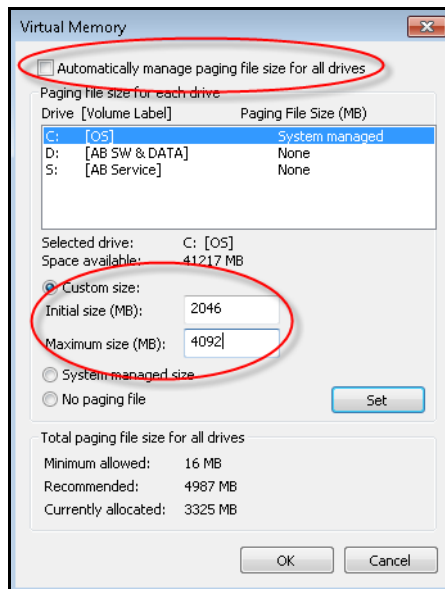 Virtual Memory
Automatically manage paging file size for all drives
Paging file size for each drive
Drive [Volume Label] Paging File Size (MB)
C: [OS] System managed
D: [AB SW & DATA] None
S: [AB Service] None
Selected drive: C: [OS]
Space available: 41217 MB
Custom size:
Initial size (MB): 2046
Maximum size (MB): 4092
System managed size
No paging file Set
Total paging file size for all drives
Minimum allowed: 16 MB
Recommended: 4987 MB
Currently allocated: 3325 MB
OK Cancel